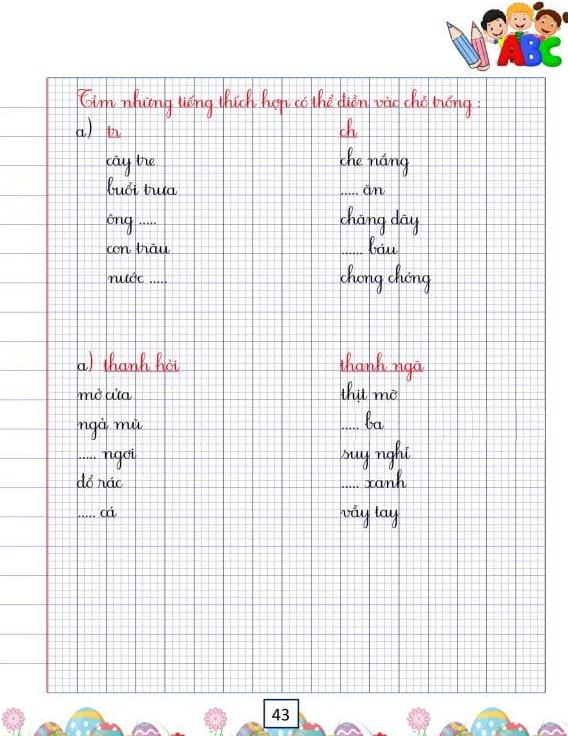 ABC
Tìm những tiếng thích hợp có thể điền vào chỗ trống :
a) tr ch
cây tre che nắng
buổi trưa ..... ăn
ông ..... chăng dây
con trâu ...... báu
nước ..... chong chóng
a) thanh hỏi thanh ngã
mở cửa thịt mỡ
ngả mũ ..... ba
..... ngơi suy nghĩ
đổ rác ..... xanh
..... cá vẫy tay
43